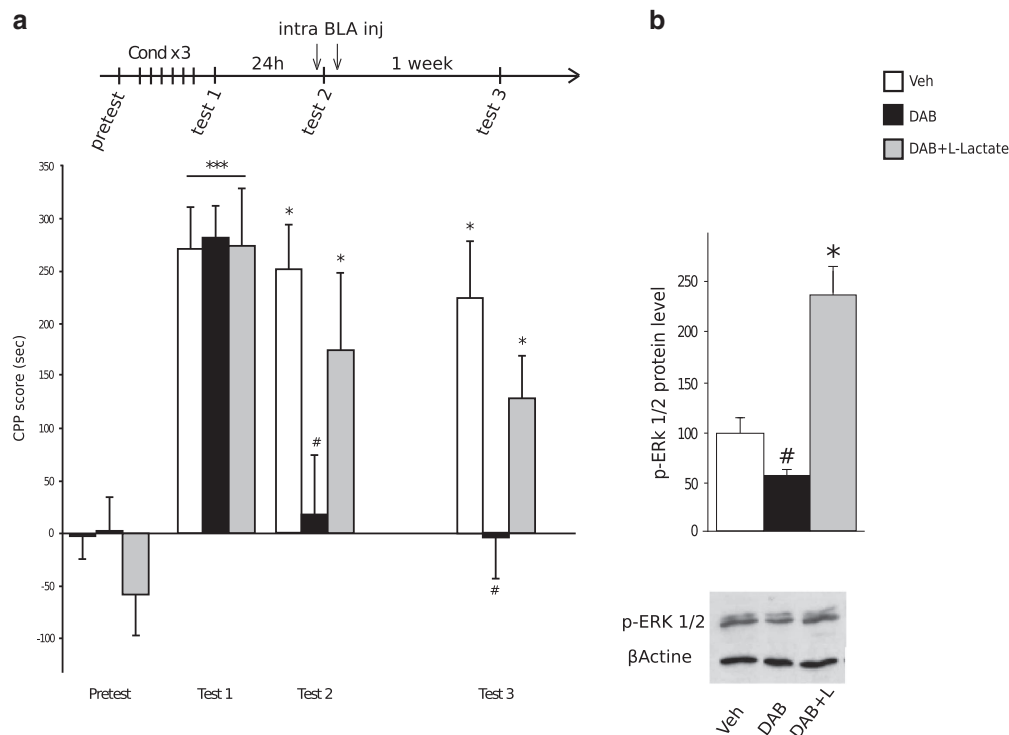 a
intra BLA inj
Cond x3
24h
1 week
pretest
test 1
test 2
test 3
CPP score (sec)
350
300
250
200
150
100
50
0
-50
-100
***
*
#
*
*
#
*
Pretest
Test 1
Test 2
Test 3
b
Veh
DAB
DAB+L-Lactate
p-ERk 1/2 protein level
250
200
150
100
50
0
#
*
p-ERK 1/2
βActine
Veh
DAB
DAB+L